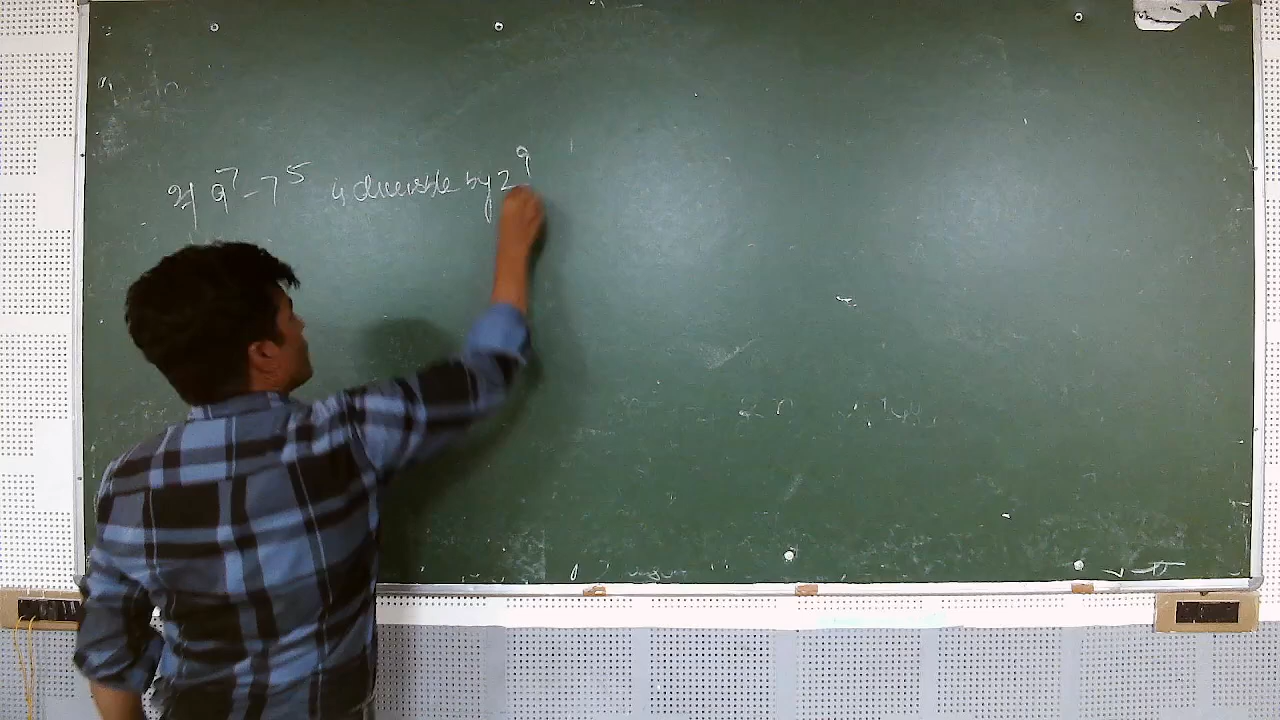 अ) 9^7 - 7^5 is divisible by 2^9